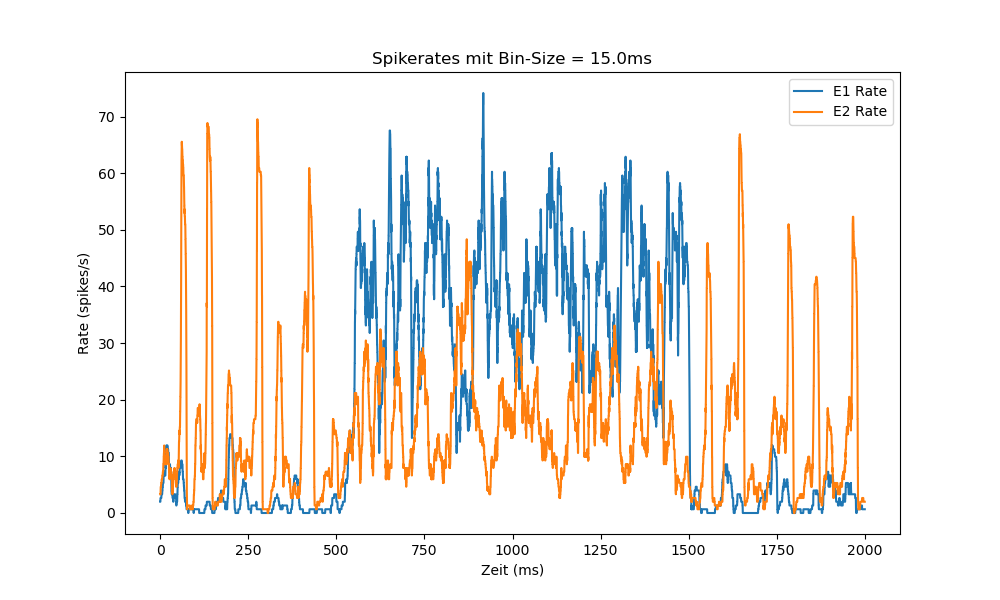 Spikerates mit Bin-Size = 15.0ms
E1 Rate
E2 Rate
Rate (spikes/s)
70
60
50
40
30
20
10
0
0 250 500 750 1000 1250 1500 1750 2000
Zeit (ms)